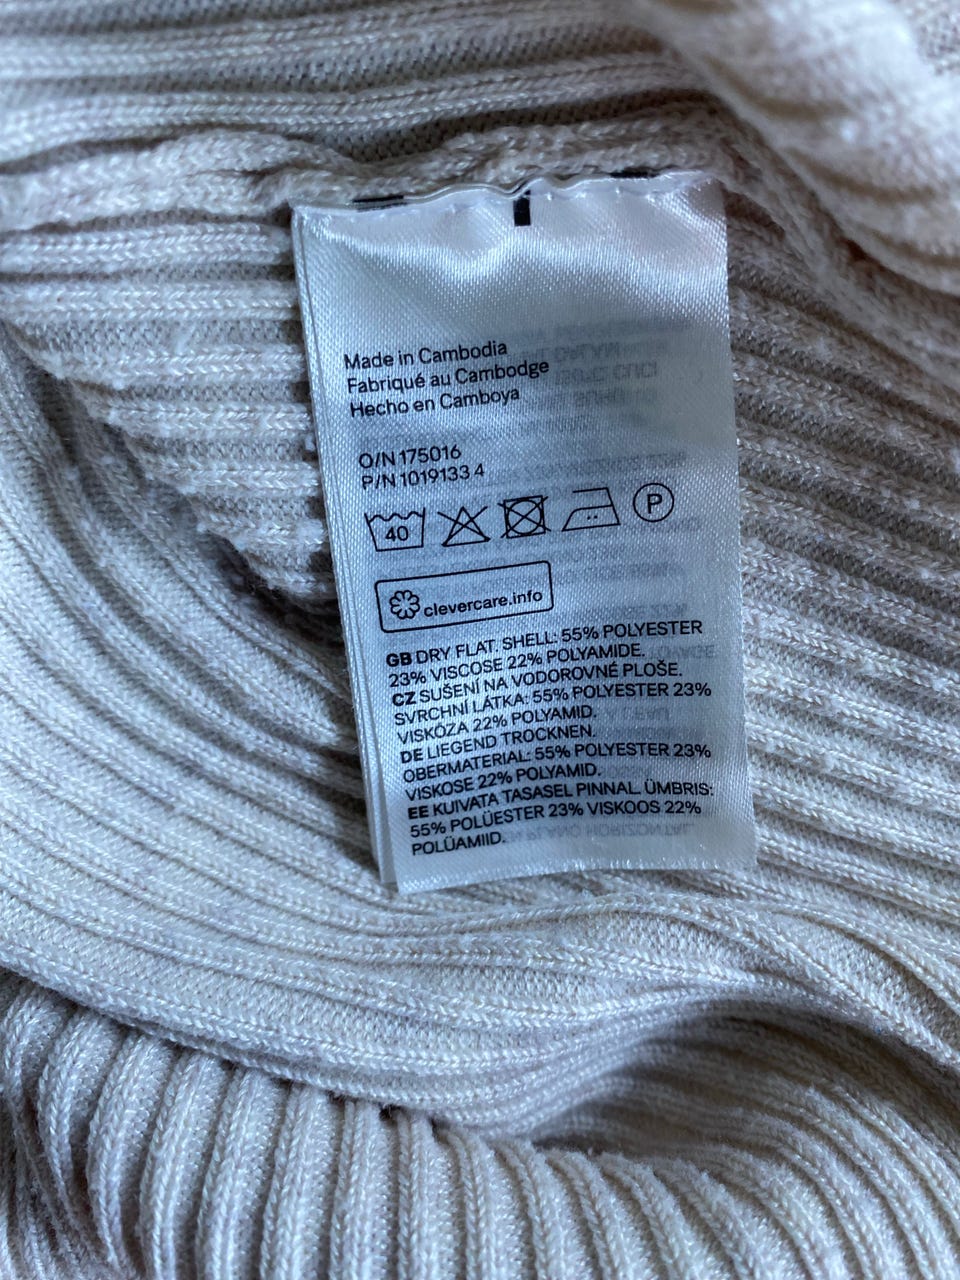 Made in Cambodia
Fabriqué au Cambodge
Hecho en Camboya
O/N 175016
P/N 1019133 4
40 P
clevercare.info
GB DRY FLAT. SHELL: 55% POLYESTER
23% VISCOSE 22% POLYAMIDE.
CZ SUŠENÍ NA VODOROVNÉ PLOŠE.
SVRCHNÍ LÁTKA: 55% POLYESTER 23%
VISKÓZA 22% POLYAMID.
DE LIEGEND TROCKNEN.
OBERMATERIAL: 55% POLYESTER 23%
VISKOSE 22% POLYAMID.
EE KUIVATA TASASEL PINNAL. ÜMBRIS:
55% POLÜESTER 23% VISKOOS 22%
POLÜAMIID.